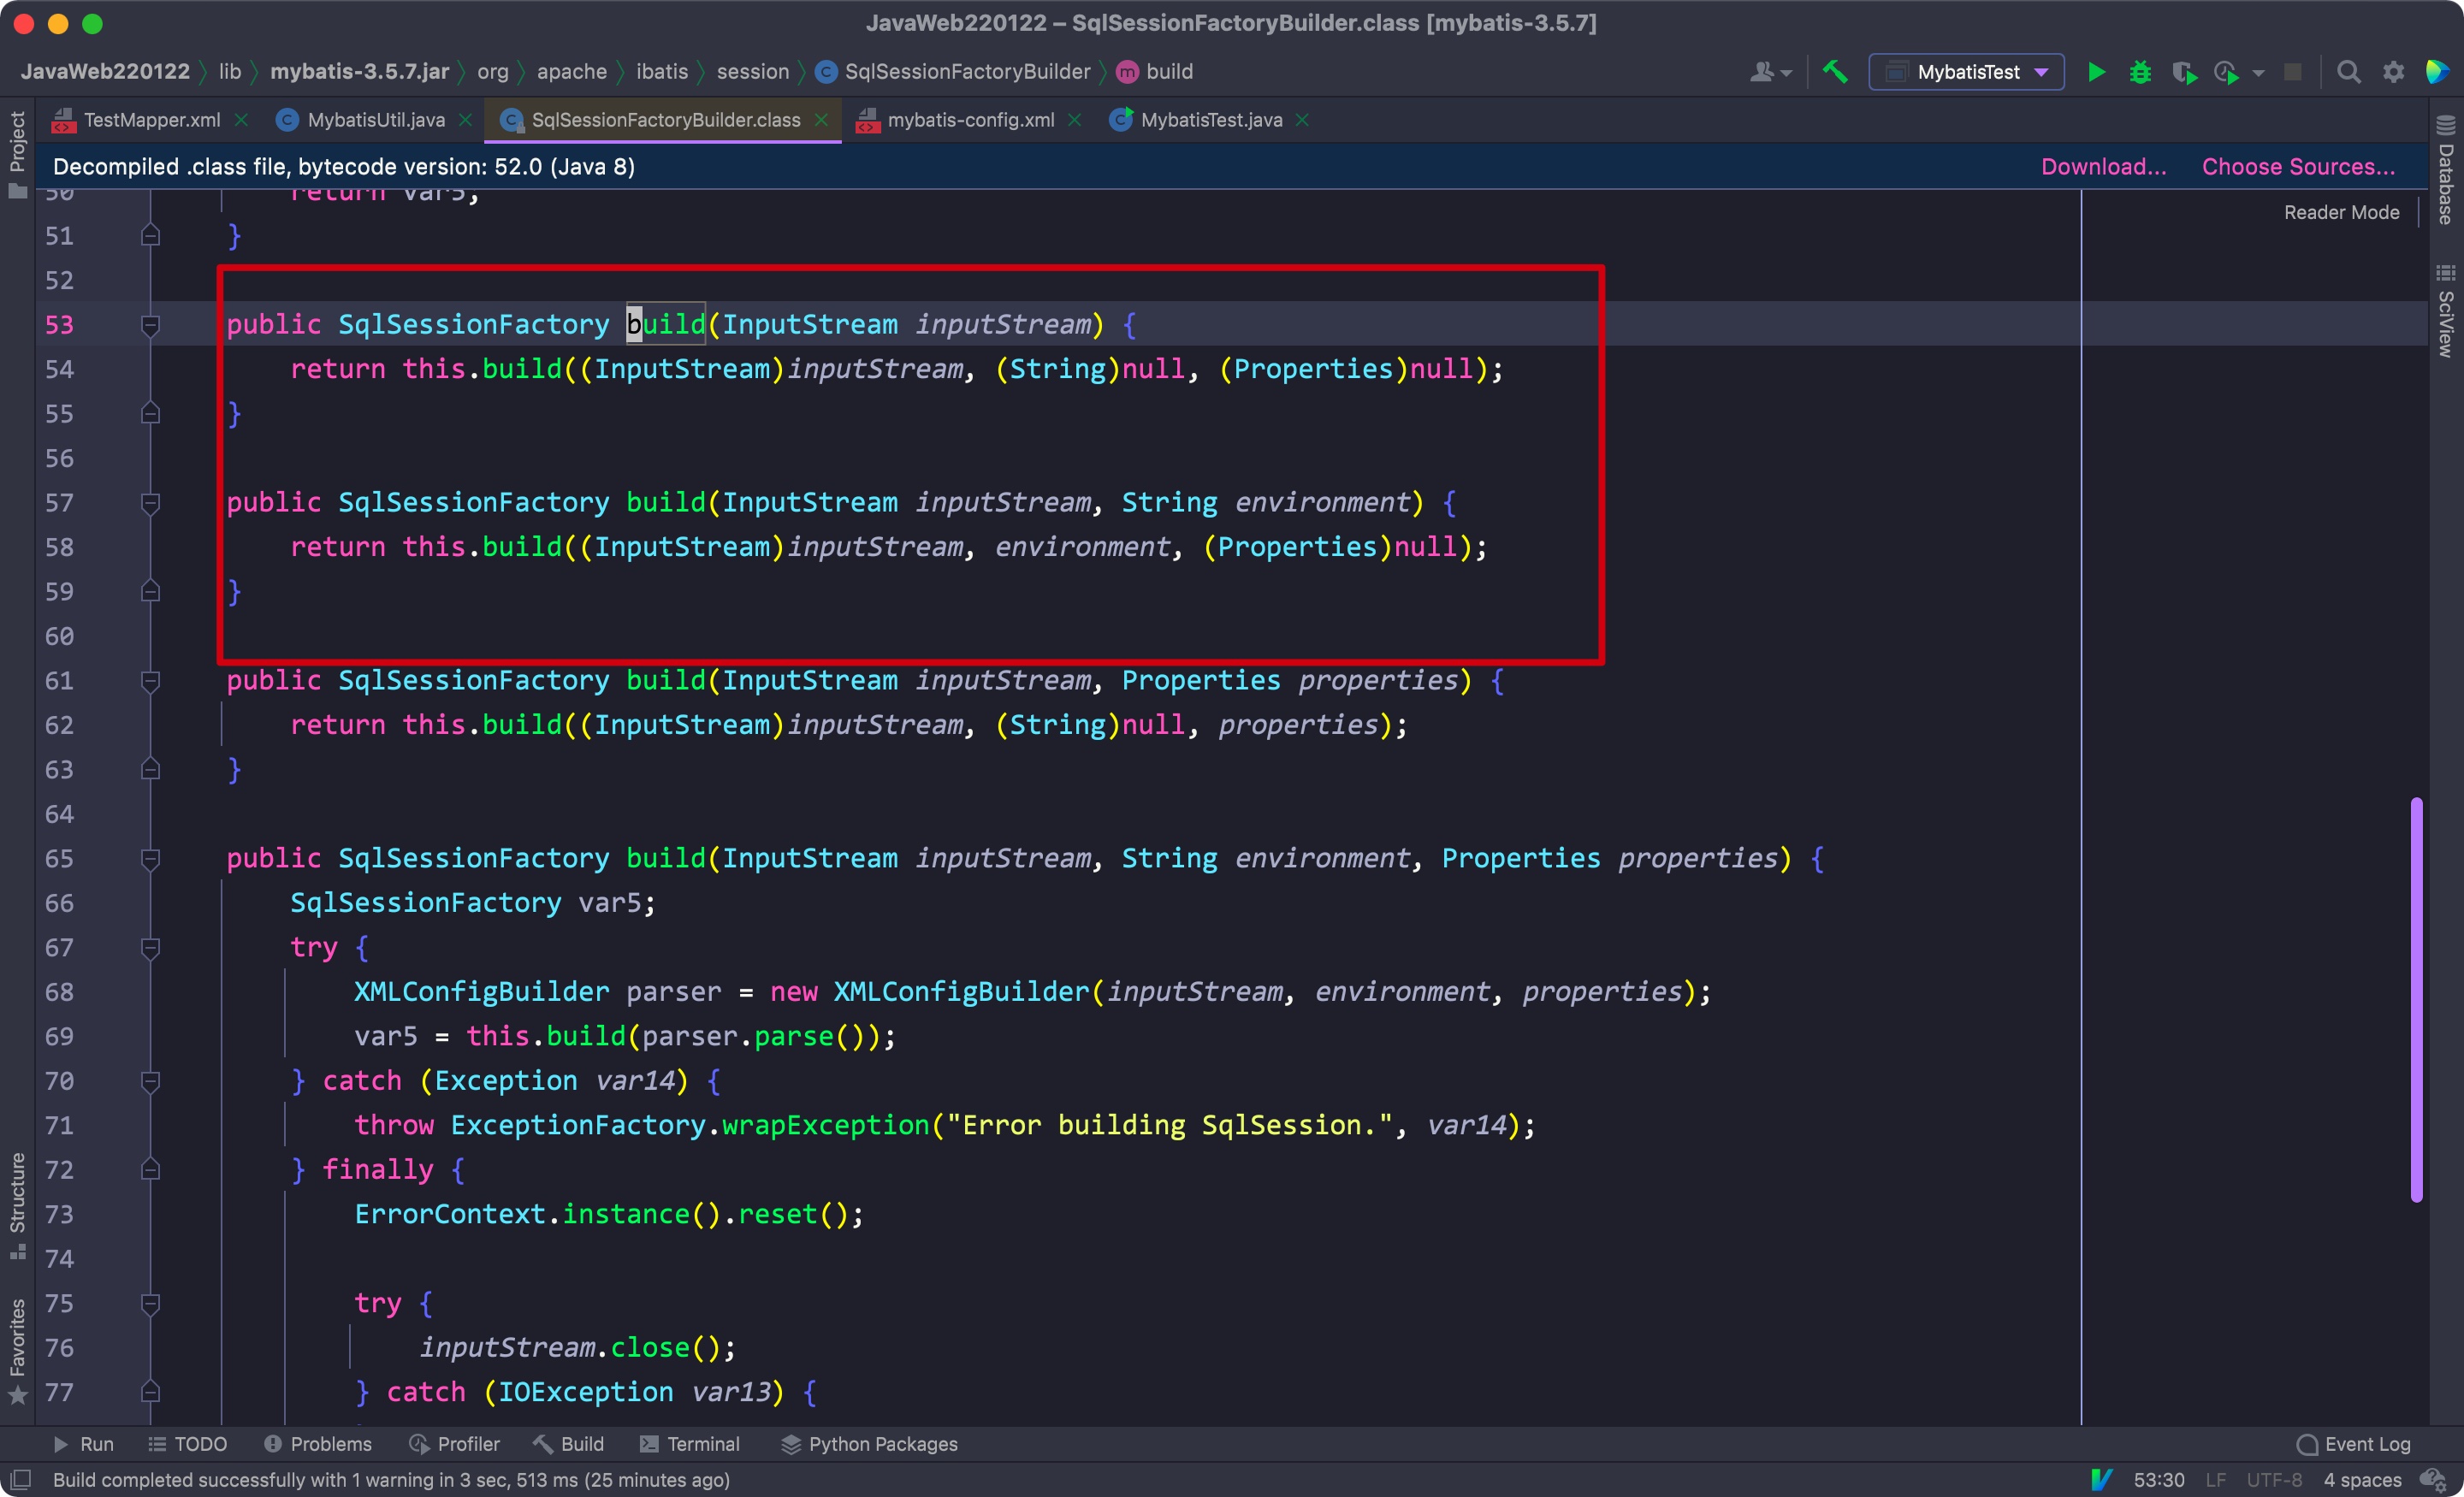 JavaWeb220122 – SqlSessionFactoryBuilder.class [mybatis-3.5.7]
JavaWeb220122 lib mybatis-3.5.7.jar org apache ibatis session SqlSessionFactoryBuilder build
MybatisTest
TestMapper.xml MybatisUtil.java SqlSessionFactoryBuilder.class mybatis-config.xml MybatisTest.java
Project
Decompiled .class file, bytecode version: 52.0 (Java 8) Download... Choose Sources...
Database
Reader Mode
SciView
50 return var5;
51 }
52
53 public SqlSessionFactory build(InputStream inputStream) {
54 return this.build((InputStream)inputStream, (String)null, (Properties)null);
55 }
56
57 public SqlSessionFactory build(InputStream inputStream, String environment) {
58 return this.build((InputStream)inputStream, environment, (Properties)null);
59 }
60
61 public SqlSessionFactory build(InputStream inputStream, Properties properties) {
62 return this.build((InputStream)inputStream, (String)null, properties);
63 }
64
65 public SqlSessionFactory build(InputStream inputStream, String environment, Properties properties) {
66 SqlSessionFactory var5;
67 try {
68 XMLConfigBuilder parser = new XMLConfigBuilder(inputStream, environment, properties);
69 var5 = this.build(parser.parse());
70 } catch (Exception var14) {
71 throw ExceptionFactory.wrapException("Error building SqlSession.", var14);
72 } finally {
73 ErrorContext.instance().reset();
74
75 try {
76 inputStream.close();
77 } catch (IOException var13) {
Structure
Favorites
Run TODO Problems Profiler Build Terminal Python Packages Event Log
Build completed successfully with 1 warning in 3 sec, 513 ms (25 minutes ago) 53:30 LF UTF-8 4 spaces